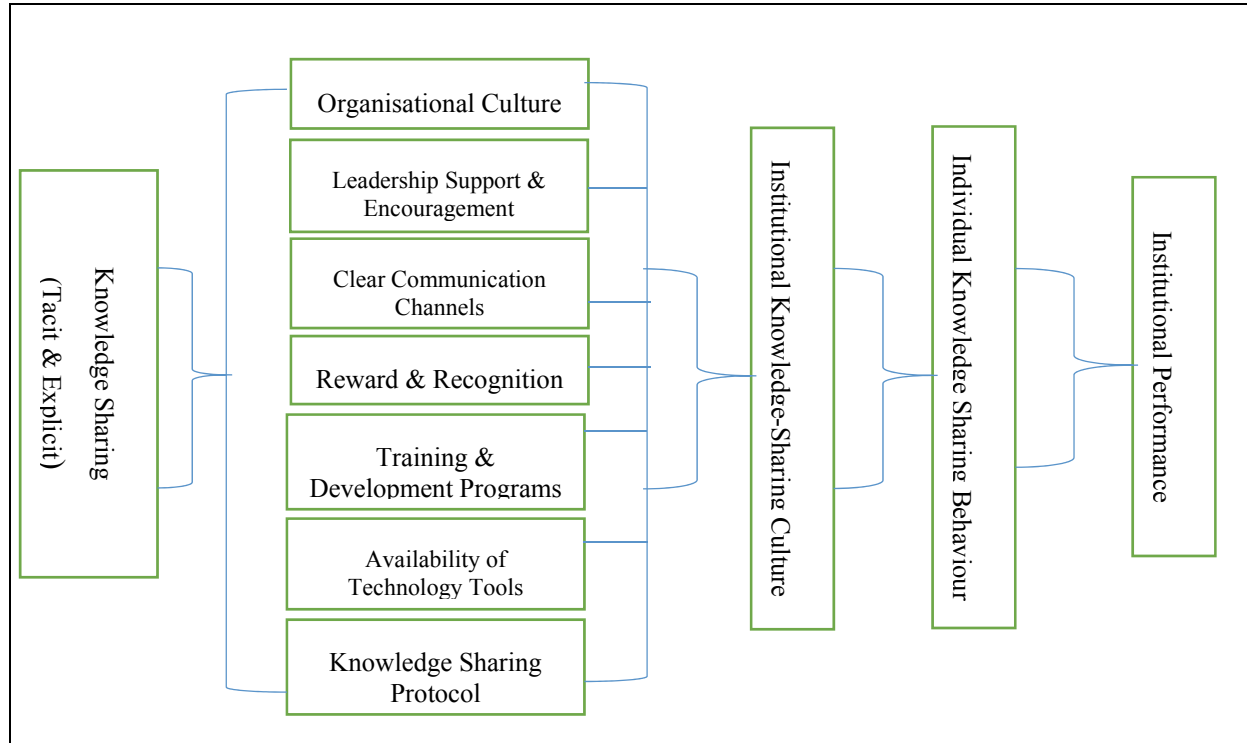 Knowledge Sharing
(Tacit & Explicit)
Organisational Culture
Leadership Support &
Encouragement
Clear Communication
Channels
Reward & Recognition
Training &
Development Programs
Availability of
Technology Tools
Knowledge Sharing
Protocol
Institutional Knowledge-Sharing Culture
Individual Knowledge Sharing Behaviour
Institutional Performance